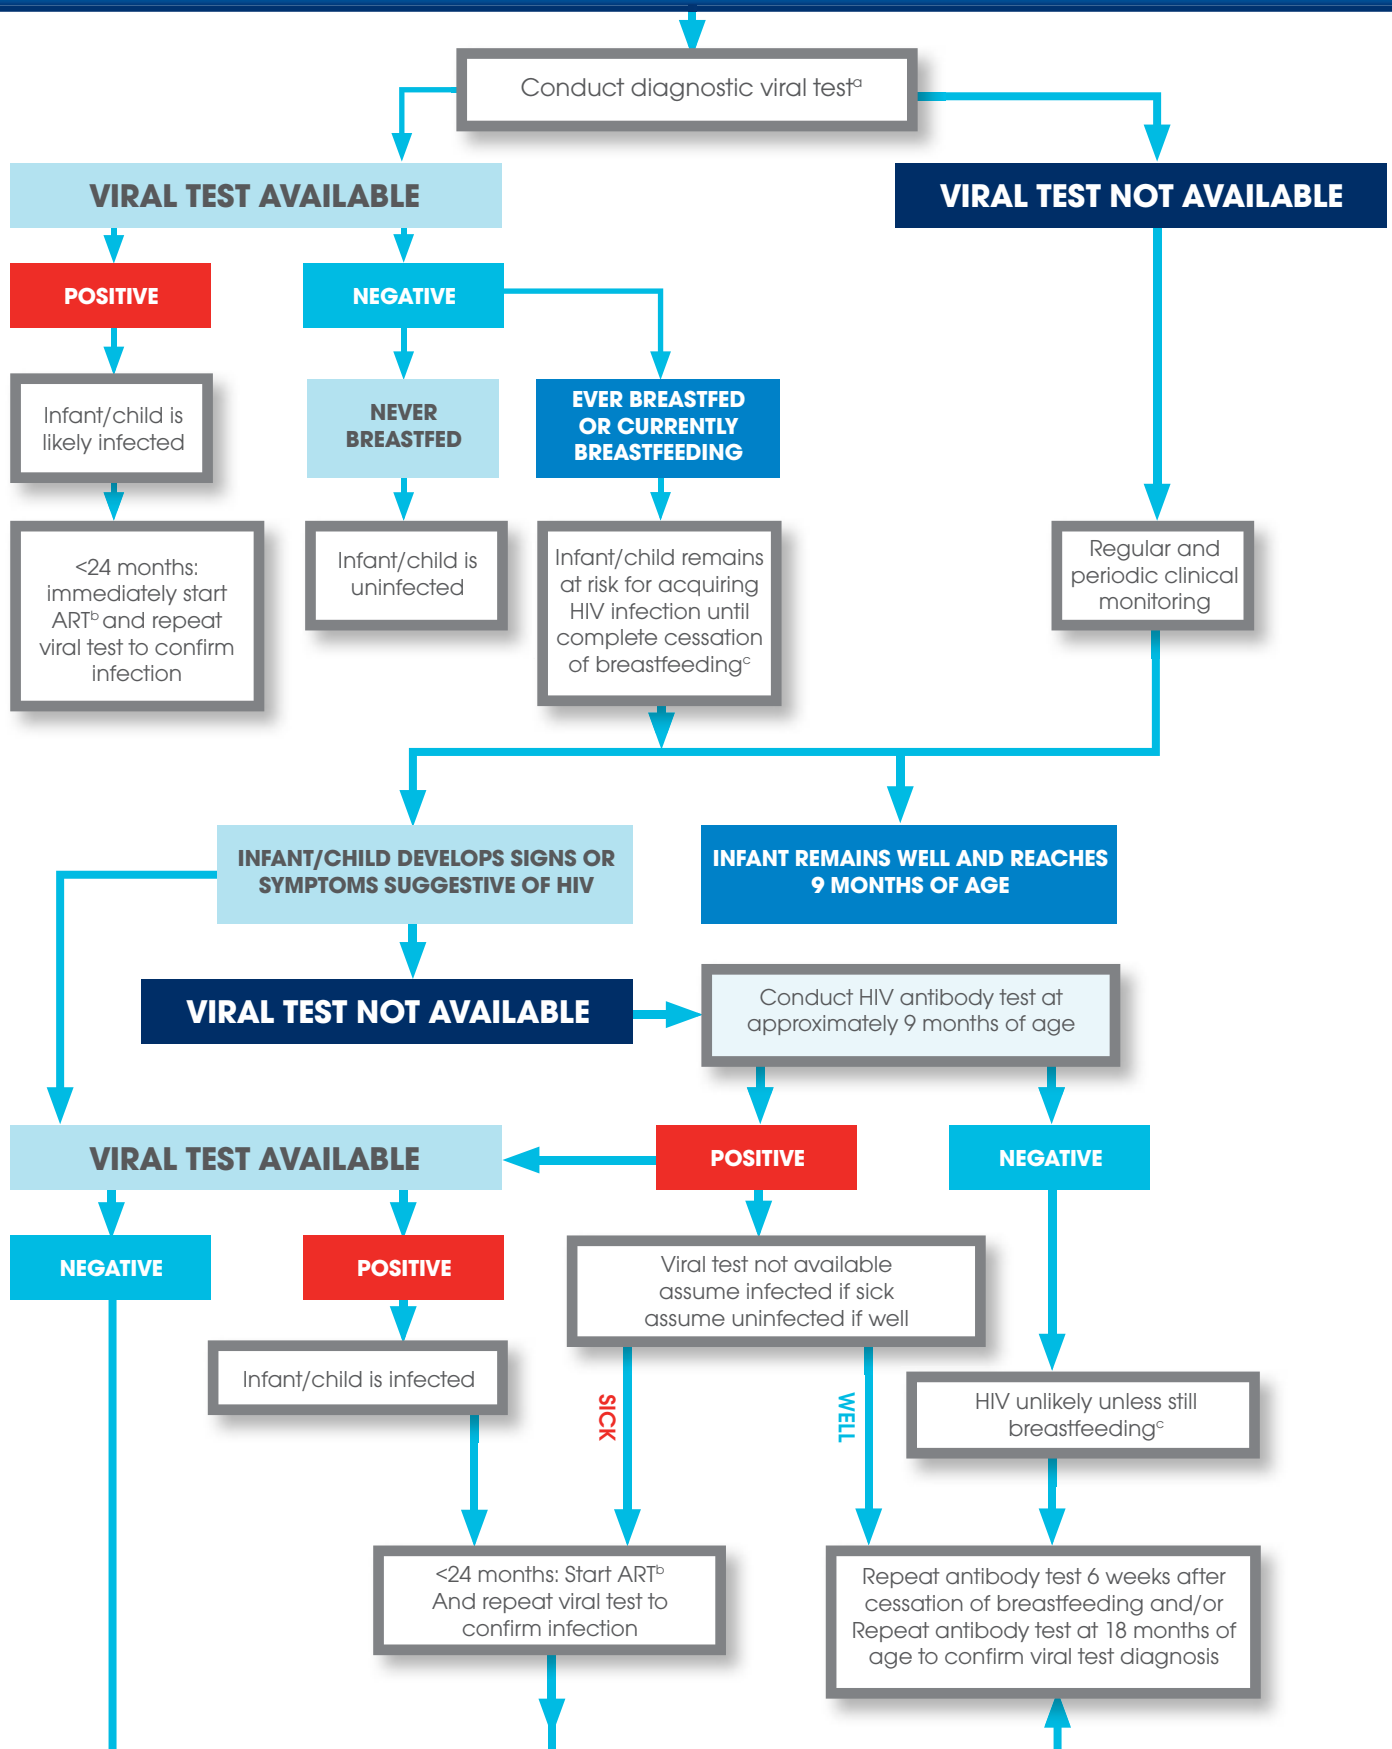 Conduct diagnostic viral testᵃ
VIRAL TEST AVAILABLE
VIRAL TEST NOT AVAILABLE
POSITIVE
NEGATIVE
Infant/child is
likely infected
NEVER
BREASTFED
EVER BREASTFED
OR CURRENTLY
BREASTFEEDING
<24 months:
immediately start
ARTᵇ and repeat
viral test to confirm
infection
Infant/child is
uninfected
Infant/child remains
at risk for acquiring
HIV infection until
complete cessation
of breastfeedingᶜ
Regular and
periodic clinical
monitoring
INFANT/CHILD DEVELOPS SIGNS OR
SYMPTOMS SUGGESTIVE OF HIV
INFANT REMAINS WELL AND REACHES
9 MONTHS OF AGE
VIRAL TEST NOT AVAILABLE
Conduct HIV antibody test at
approximately 9 months of age
VIRAL TEST AVAILABLE
POSITIVE
NEGATIVE
NEGATIVE
POSITIVE
Viral test not available
assume infected if sick
assume uninfected if well
Infant/child is infected
SICK
WELL
HIV unlikely unless still
breastfeedingᶜ
<24 months: Start ARTᵇ
And repeat viral test to
confirm infection
Repeat antibody test 6 weeks after
cessation of breastfeeding and/or
Repeat antibody test at 18 months of
age to confirm viral test diagnosis